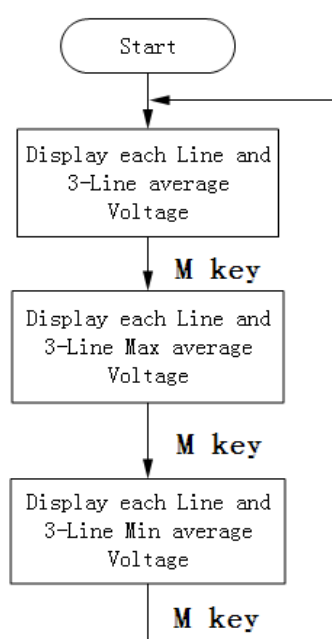 Start
Display each Line and
3-Line average
Voltage
M key
Display each Line and
3-Line Max average
Voltage
M key
Display each Line and
3-Line Min average
Voltage
M key